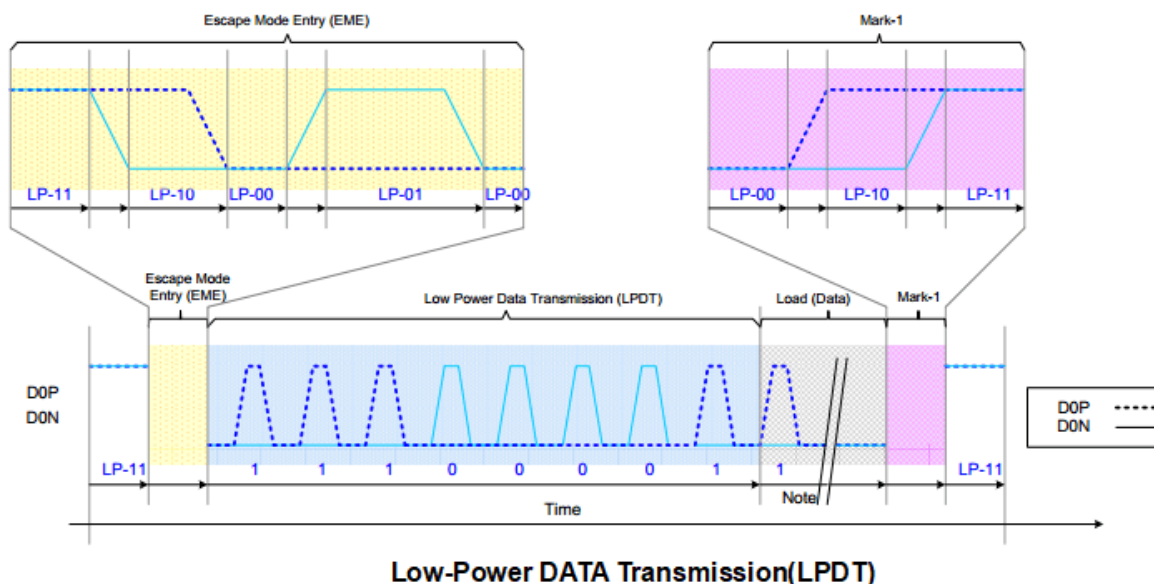 Escape Mode Entry (EME)
Mark-1
LP-11 LP-10 LP-00 LP-01 LP-00
LP-00 LP-10 LP-11
Escape Mode
Entry (EME)
Low Power Data Transmission (LPDT)
Load (Data)
Mark-1
D0P
D0N
D0P
D0N
LP-11 1 1 1 0 0 0 0 1 1 LP-11
Note
Time
Low-Power DATA Transmission(LPDT)